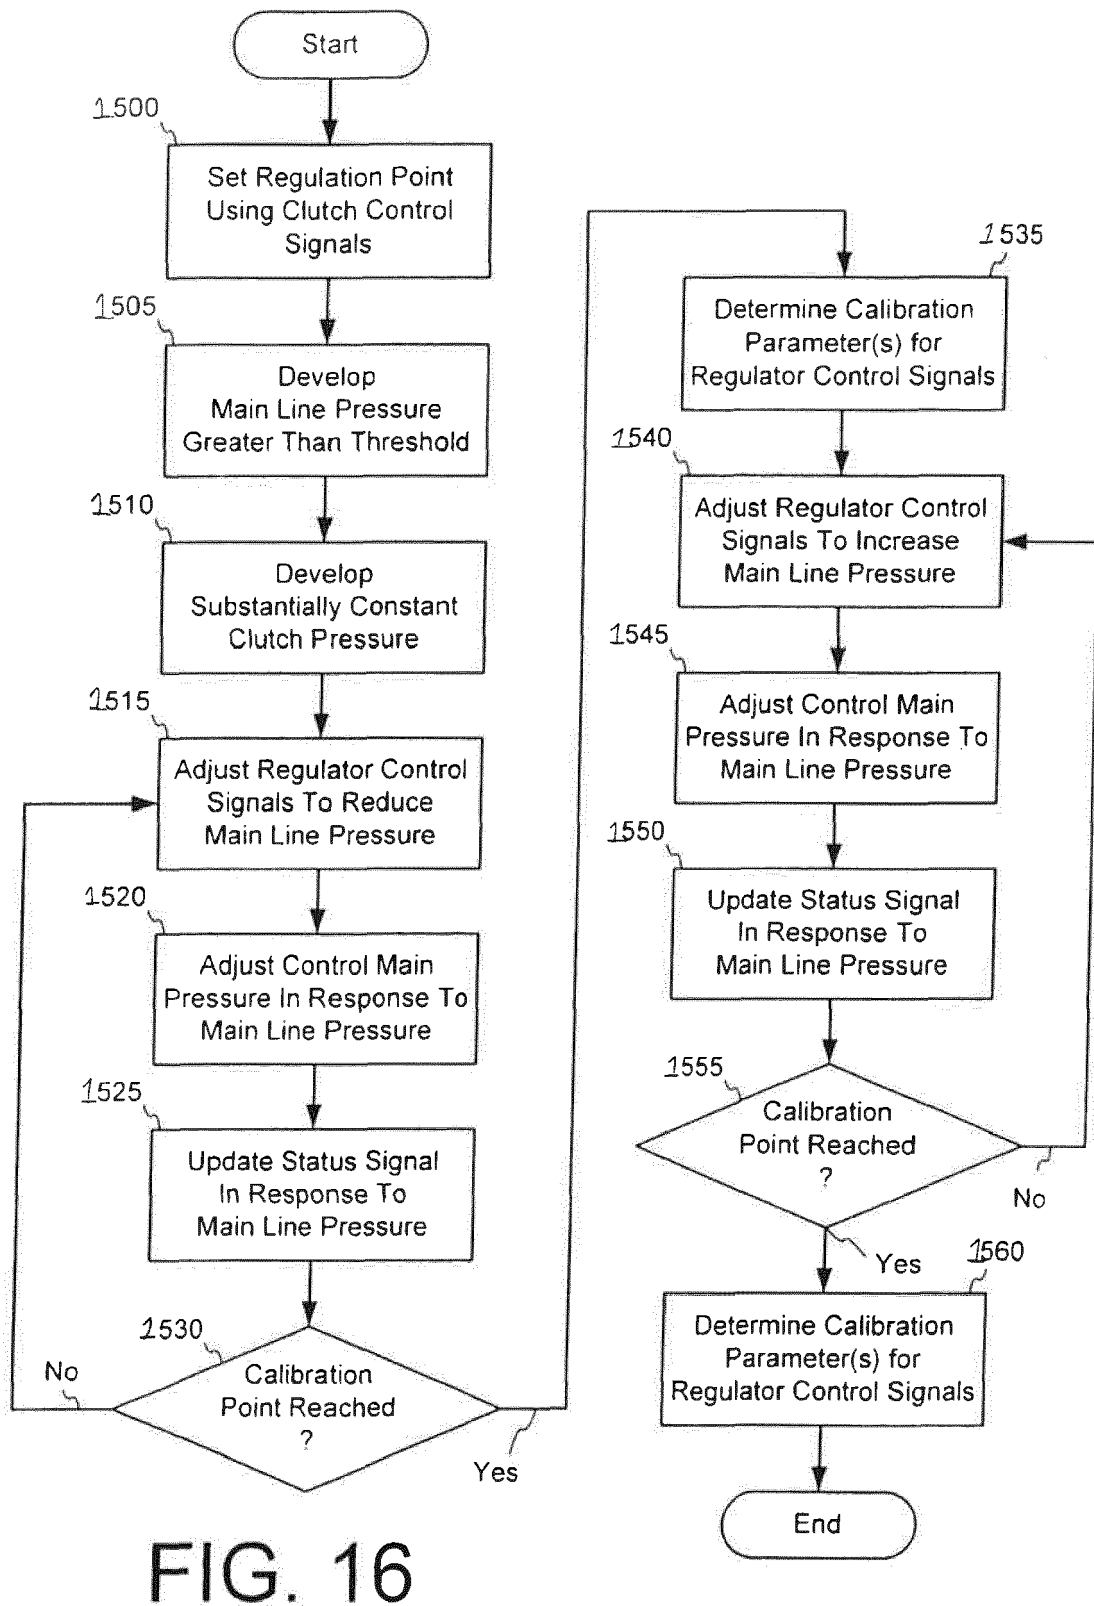 Start
1500
Set Regulation Point
Using Clutch Control
Signals
1505
Develop
Main Line Pressure
Greater Than Threshold
1510
Develop
Substantially Constant
Clutch Pressure
1515
Adjust Regulator Control
Signals To Reduce
Main Line Pressure
1520
Adjust Control Main
Pressure In Response To
Main Line Pressure
1525
Update Status Signal
In Response To
Main Line Pressure
1530
Calibration
Point Reached
?
No
Yes
1535
Determine Calibration
Parameter(s) for
Regulator Control Signals
1540
Adjust Regulator Control
Signals To Increase
Main Line Pressure
1545
Adjust Control Main
Pressure In Response To
Main Line Pressure
1550
Update Status Signal
In Response To
Main Line Pressure
1555
Calibration
Point Reached
?
No
Yes
1560
Determine Calibration
Parameter(s) for
Regulator Control Signals
End
FIG. 16